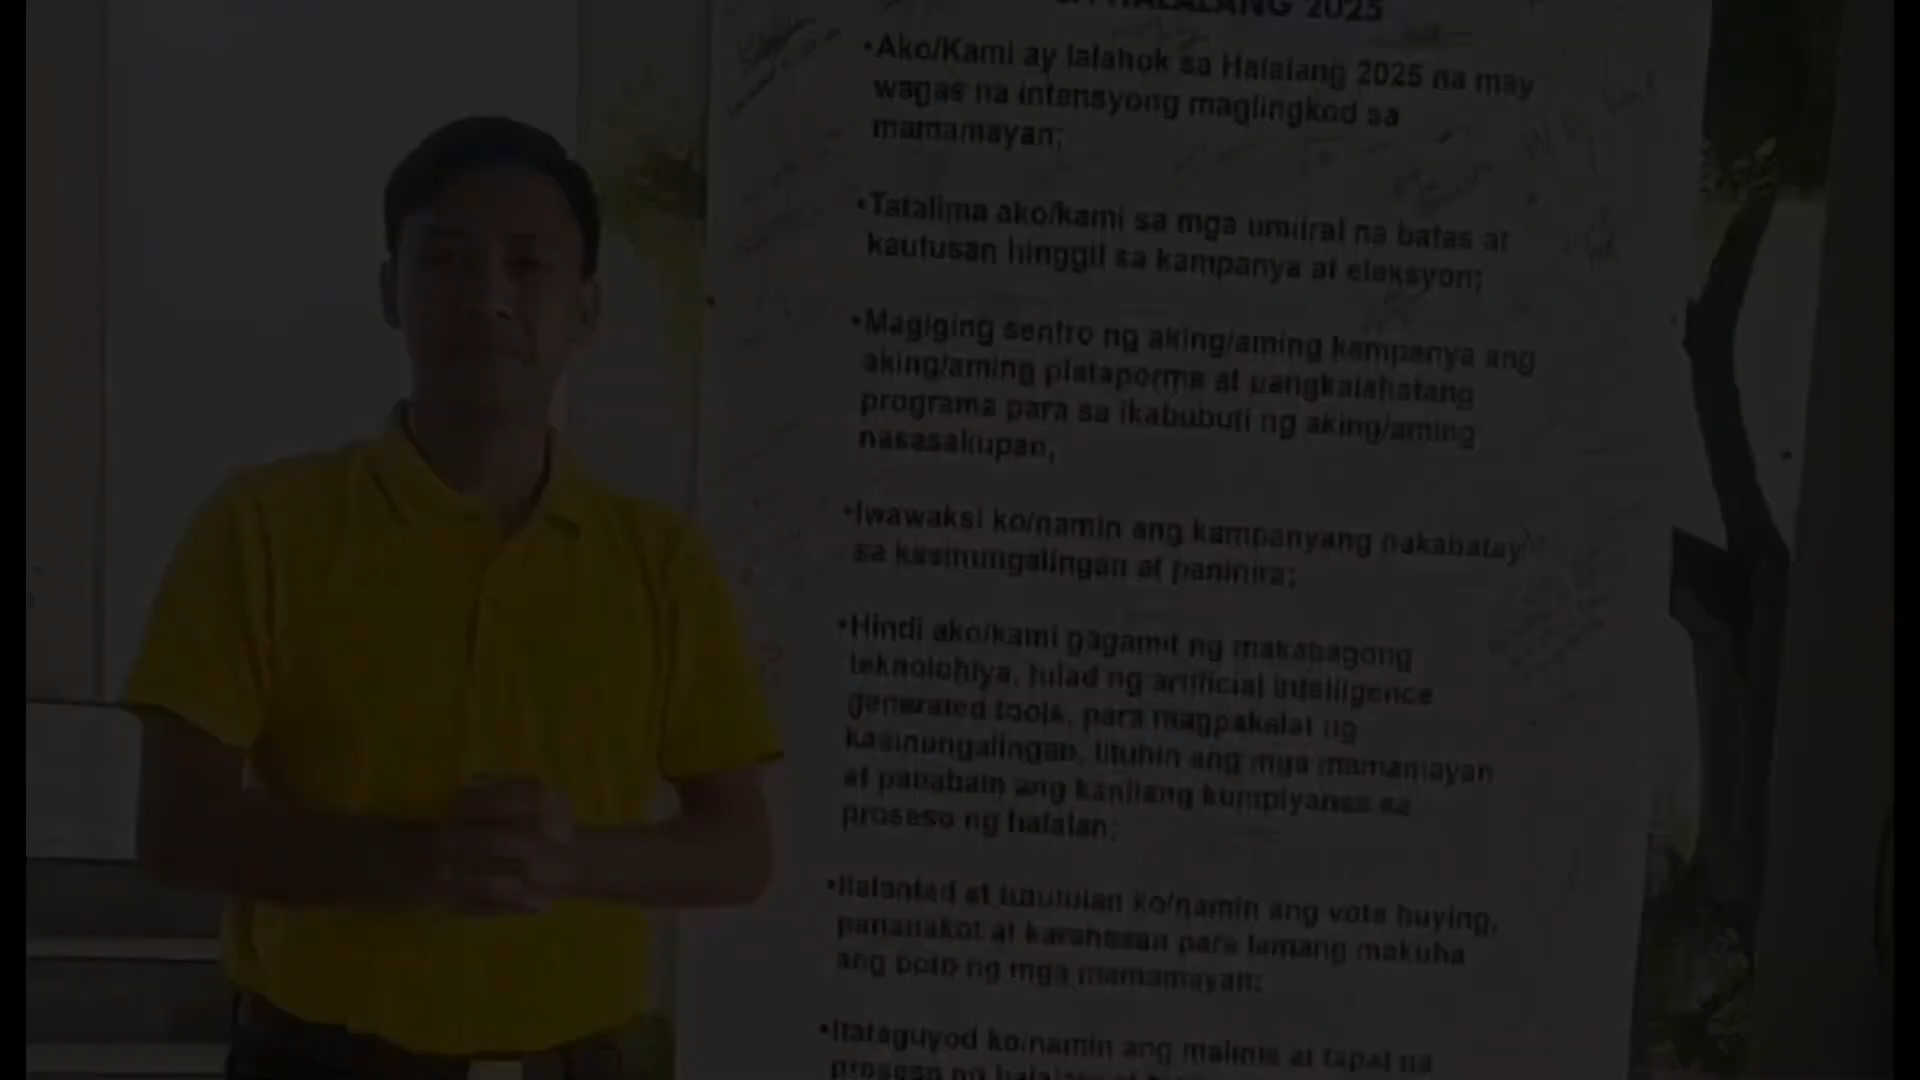 HALALANG 2025
•Ako/Kami ay lalahok sa Halalang 2025 na may
wagas na intensyong maglingkod sa
mamamayan;
•Tatalima ako/kami sa mga umiiral na batas at
kautusan hinggil sa kampanya at eleksyon;
•Magiging sentro ng aking/aming kampanya ang
aking/aming plataporma at pangkalahatang
programa para sa ikabubuti ng aking/aming
nasasakupan,
•Iwawaksi ko/namin ang kampanyang nakabatay
sa kasinungalingan at paninira;
•Hindi ako/kami gagamit ng makabagong
teknolohiya, tulad ng artificial intelligence
generated tools, para magpakalat ng
kasinungalingan, lituhin ang mga mamamayan
at pababain ang kanilang kumpiyansa sa
proseso ng halalan;
•Ilalantad at tututulan ko/namin ang vote buying,
pananakot at karahasan para lamang makuha
ang boto ng mga mamamayan;
•Itataguyod ko/namin ang malinis at tapat na